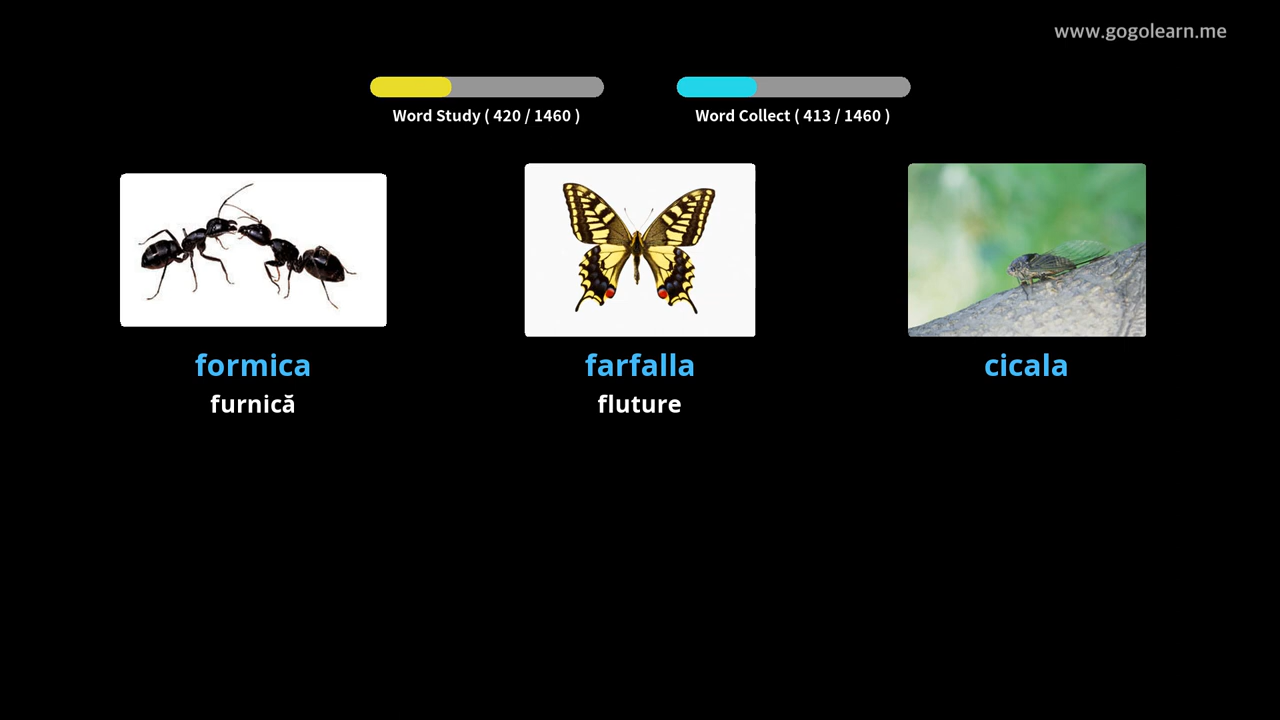 www.gogolearn.me
Word Study ( 420 / 1460 )
Word Collect ( 413 / 1460 )
formica
furnică
farfalla
fluture
cicala